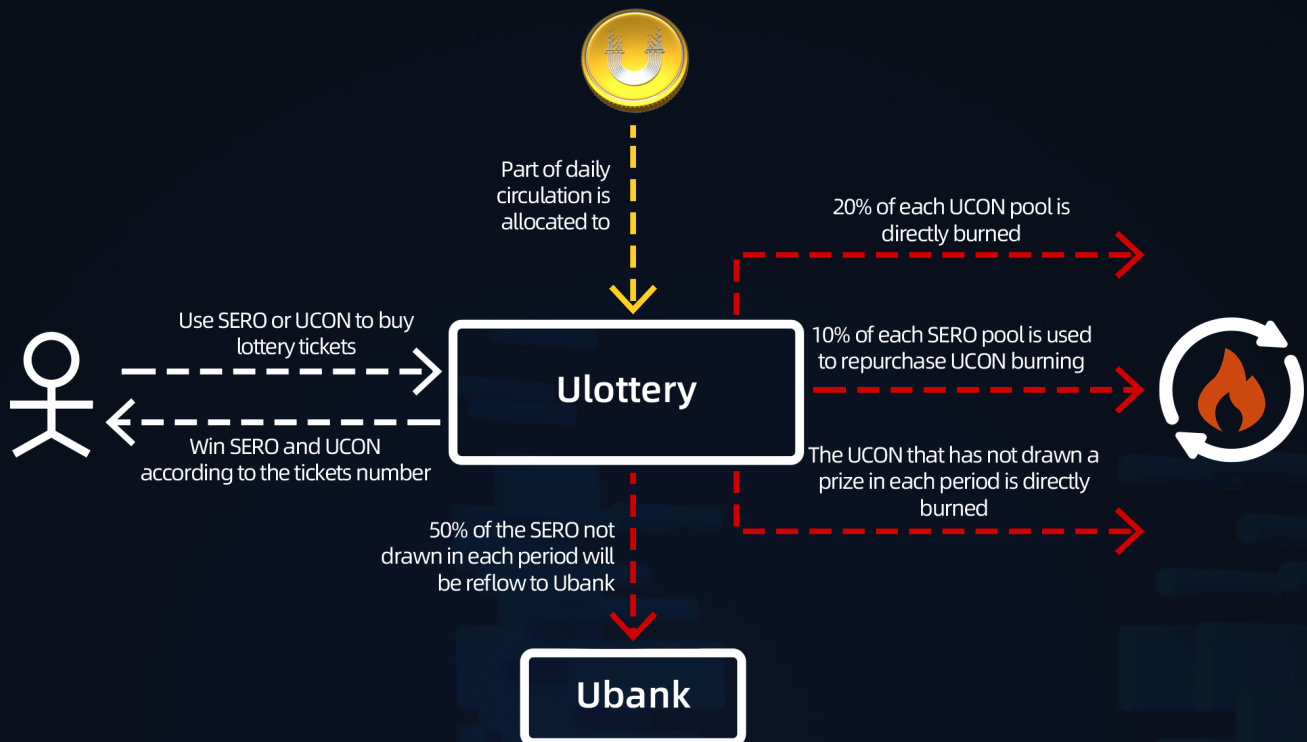 Part of daily
circulation is
allocated to
20% of each UCON pool is
directly burned
Use SERO or UCON to buy
lottery tickets
10% of each SERO pool is used
to repurchase UCON burning
Ulottery
Win SERO and UCON
according to the tickets number
The UCON that has not drawn a
prize in each period is directly
burned
50% of the SERO not
drawn in each period will
be reflow to Ubank
Ubank